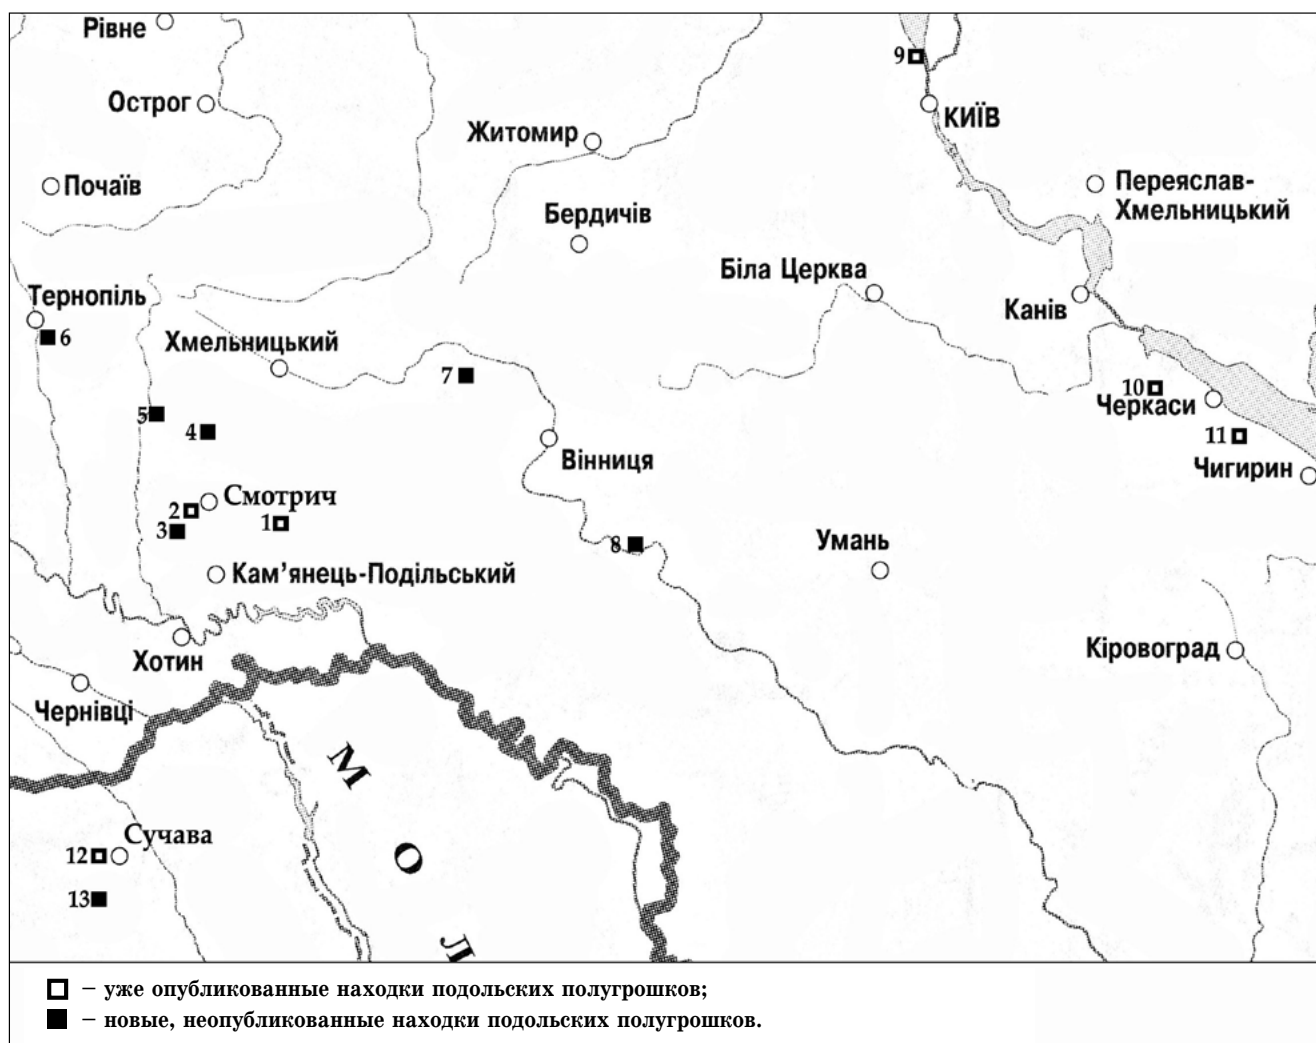 Рівне
9
Острог
КИЇВ
Житомир
Почаїв
Переяслав-
Хмельницький
Бердичів
Біла Церква
Тернопіль
Канів
6
Хмельницький
7
10
Черкаси
5
4
11
Вінниця
Чигирин
Смотрич
2
1
3
8
Умань
Кам'янець-Подільський
Хотин
Кіровоград
Чернівці
М
О
Л
Сучава
12
13
– уже опубликованные находки подольских полугрошков;
– новые, неопубликованные находки подольских полугрошков.